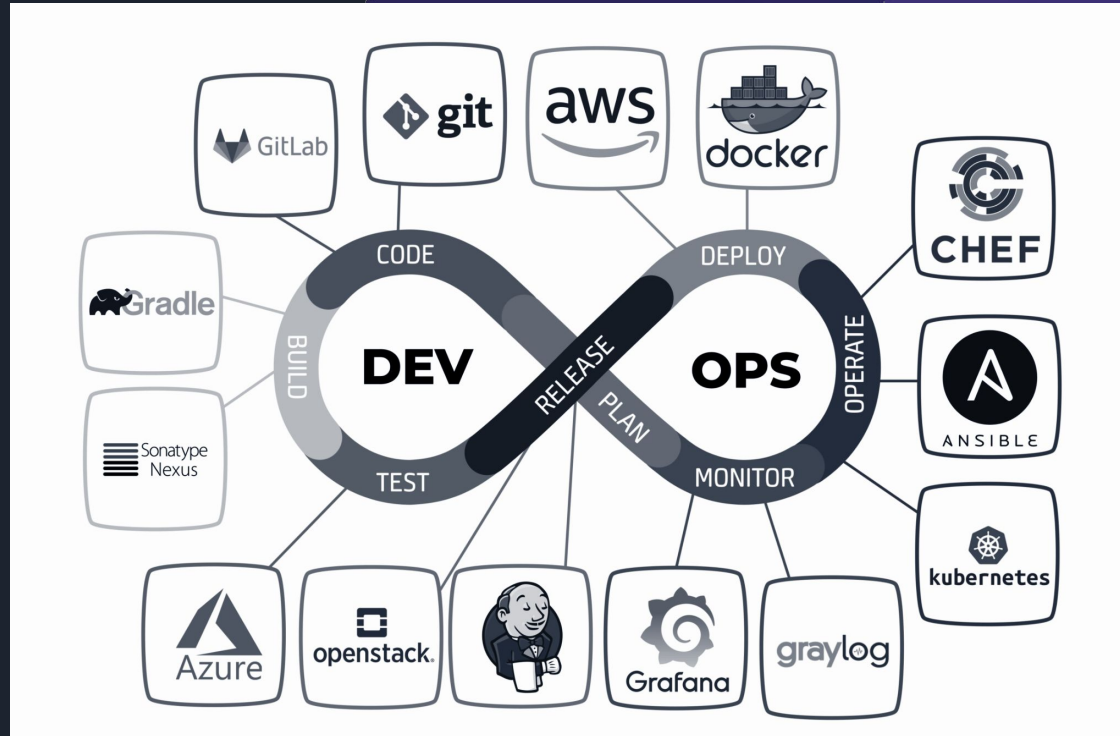 GitLab
git
aws
docker
CHEF
Gradle
CODE
DEPLOY
BUILD
DEV
RELEASE
OPS
OPERATE
ANSIBLE
PLAN
Sonatype
Nexus
TEST
MONITOR
kubernetes
Azure
openstack.
Grafana
graylog